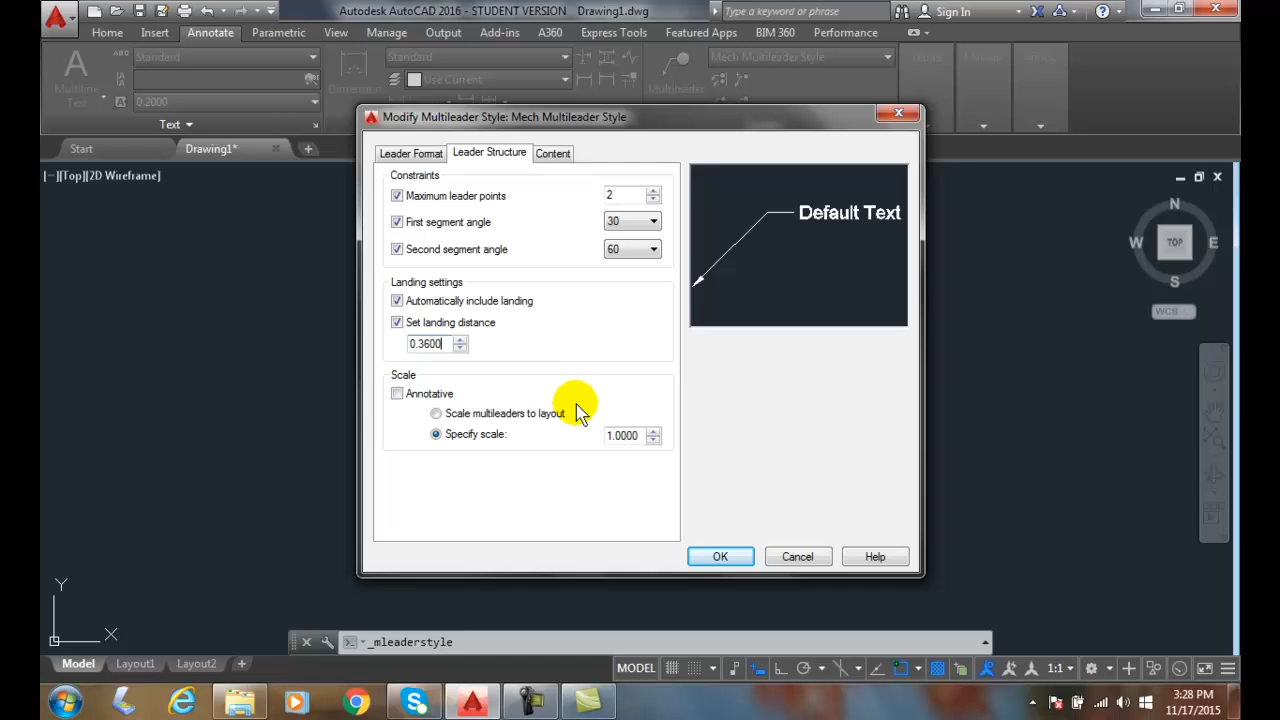 Autodesk AutoCAD 2016 - STUDENT VERSION Drawing1.dwg
Type a keyword or phrase
Sign In
Home Insert Annotate Parametric View Manage Output Add-ins A360 Express Tools Featured Apps BIM 360 Performance
Standard
Standard
Mech Multileader Style
Use Current
Multiline
Text
Dimension
Multileader
0.2000
Text
Start
Drawing1*
[−][Top][2D Wireframe]
Modify Multileader Style: Mech Multileader Style
Leader Format
Leader Structure
Content
Constraints
Maximum leader points
2
First segment angle
30
Second segment angle
60
Landing settings
Automatically include landing
Set landing distance
0.3600
Scale
Annotative
Scale multileaders to layout
Specify scale:
1.0000
Default Text
OK
Cancel
Help
N
W
TOP
E
S
WCS
Y
X
_mleaderstyle
Model
Layout1
Layout2
MODEL
1:1
3:28 PM
11/17/2015